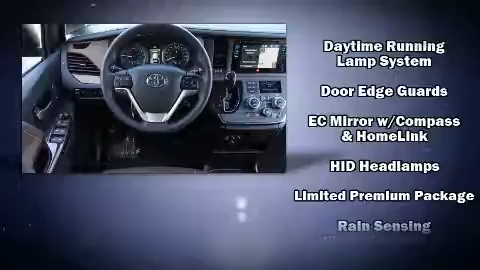 Daytime Running
Lamp System
Door Edge Guards
EC Mirror w/Compass
& HomeLink
HID Headlamps
Limited Premium Package
Rain Sensing